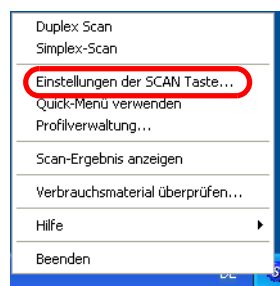 Duplex Scan
Simplex-Scan
Einstellungen der SCAN Taste...
Quick-Menü verwenden
Profilverwaltung...
Scan-Ergebnis anzeigen
Verbrauchsmaterial überprüfen...
Hilfe
Beenden